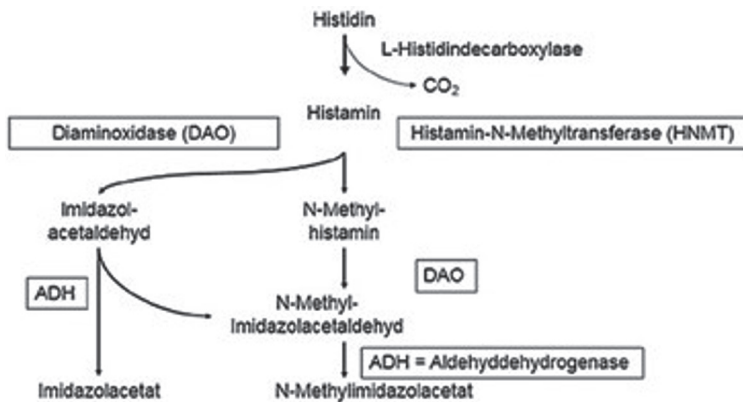 Histidin
L-Histidindecarboxylase
CO₂
Histamin
Diaminoxidase (DAO)
Histamin-N-Methyltransferase (HNMT)
Imidazol-
acetaldehyd
N-Methyl-
histamin
ADH
DAO
N-Methyl-
Imidazolacetaldehyd
ADH = Aldehyddehydrogenase
Imidazolacetat
N-Methylimidazolacetat